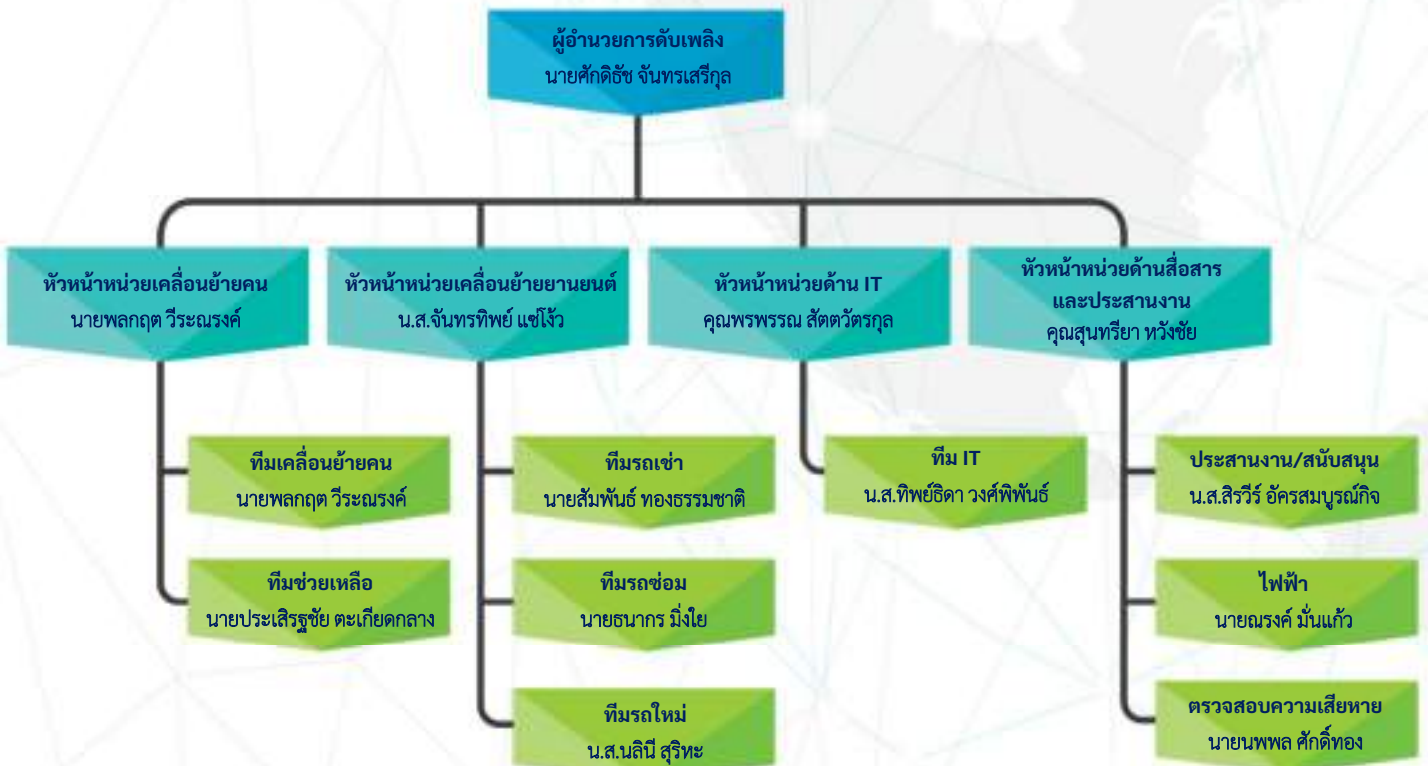 ผู้อำนวยการดับเพลิง
นายศักดิธัช จันทรเสรีกุล
หัวหน้าหน่วยเคลื่อนย้ายคน
นายพลกฤต วีระณรงค์
หัวหน้าหน่วยเคลื่อนย้ายยานยนต์
น.ส.จันทรทิพย์ แซ่โง้ว
หัวหน้าหน่วยด้าน IT
คุณพรพรรณ สัตตวัตรกุล
หัวหน้าหน่วยด้านสื่อสาร
และประสานงาน
คุณสุนทรียา หวังชัย
ทีมเคลื่อนย้ายคน
นายพลกฤต วีระณรงค์
ทีมช่วยเหลือ
นายประเสิรฐชัย ตะเกียดกลาง
ทีมรถเช่า
นายสัมพันธ์ ทองธรรมชาติ
ทีมรถซ่อม
นายธนากร มิ่งใย
ทีมรถใหม่
น.ส.นลินี สุริหะ
ทีม IT
น.ส.ทิพย์ธิดา วงศ์พิพันธ์
ประสานงาน/สนับสนุน
น.ส.สิรวีร์ อัครสมบูรณ์กิจ
ไฟฟ้า
นายณรงค์ มั่นแก้ว
ตรวจสอบความเสียหาย
นายนพพล ศักดิ์ทอง